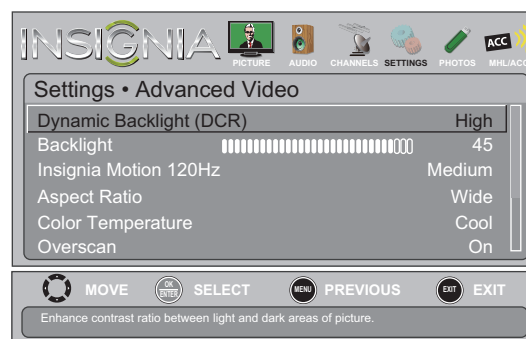 INSIGNIA
PICTURE AUDIO CHANNELS SETTINGS PHOTOS MHL/ACC
ACC
Settings • Advanced Video
Dynamic Backlight (DCR) High
Backlight 45
Insignia Motion 120Hz Medium
Aspect Ratio Wide
Color Temperature Cool
Overscan On
MOVE OK ENTER SELECT MENU PREVIOUS EXIT EXIT
Enhance contrast ratio between light and dark areas of picture.